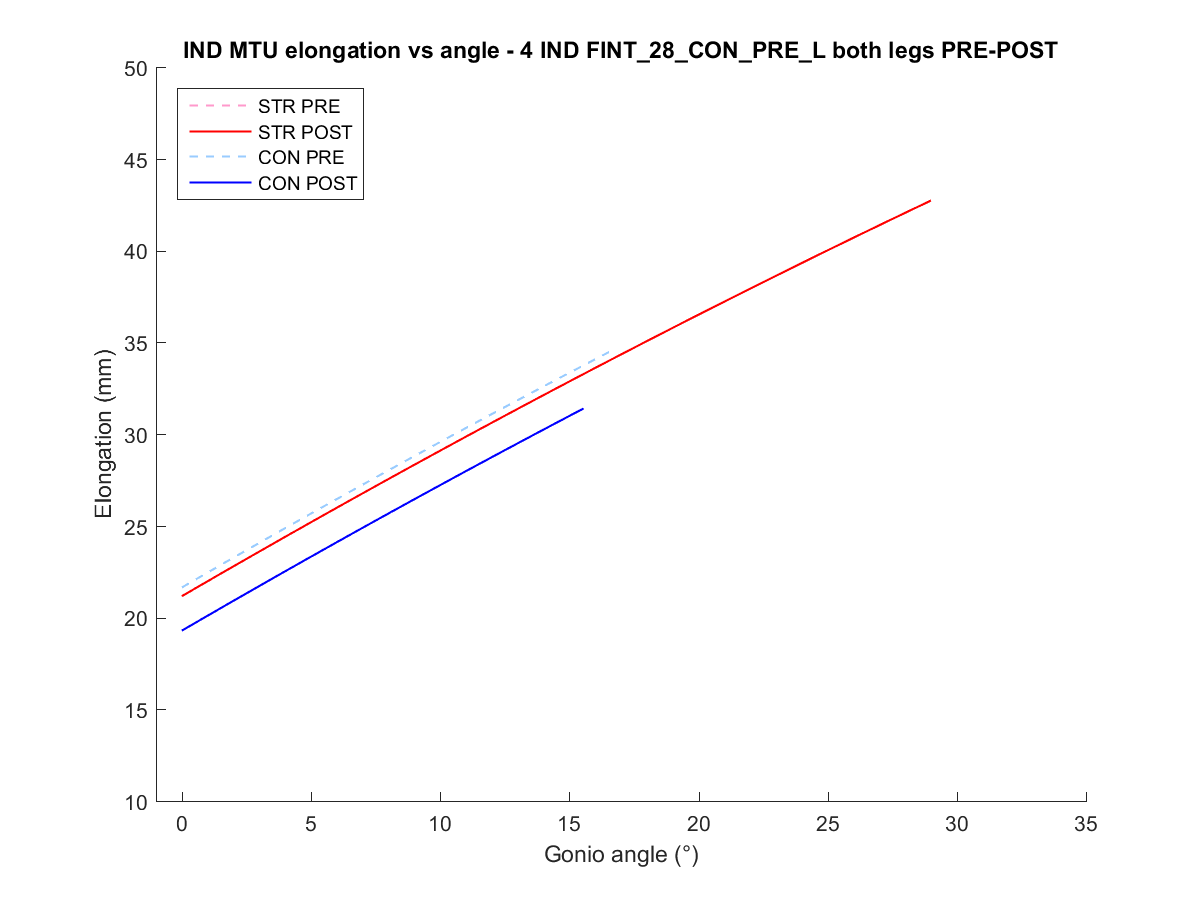 IND MTU elongation vs angle - 4 IND FINT_28_CON_PRE_L both legs PRE-POST
50
45
40
35
30
25
20
15
10
STR PRE
STR POST
CON PRE
CON POST
Elongation (mm)
0 5 10 15 20 25 30 35
Gonio angle (°)